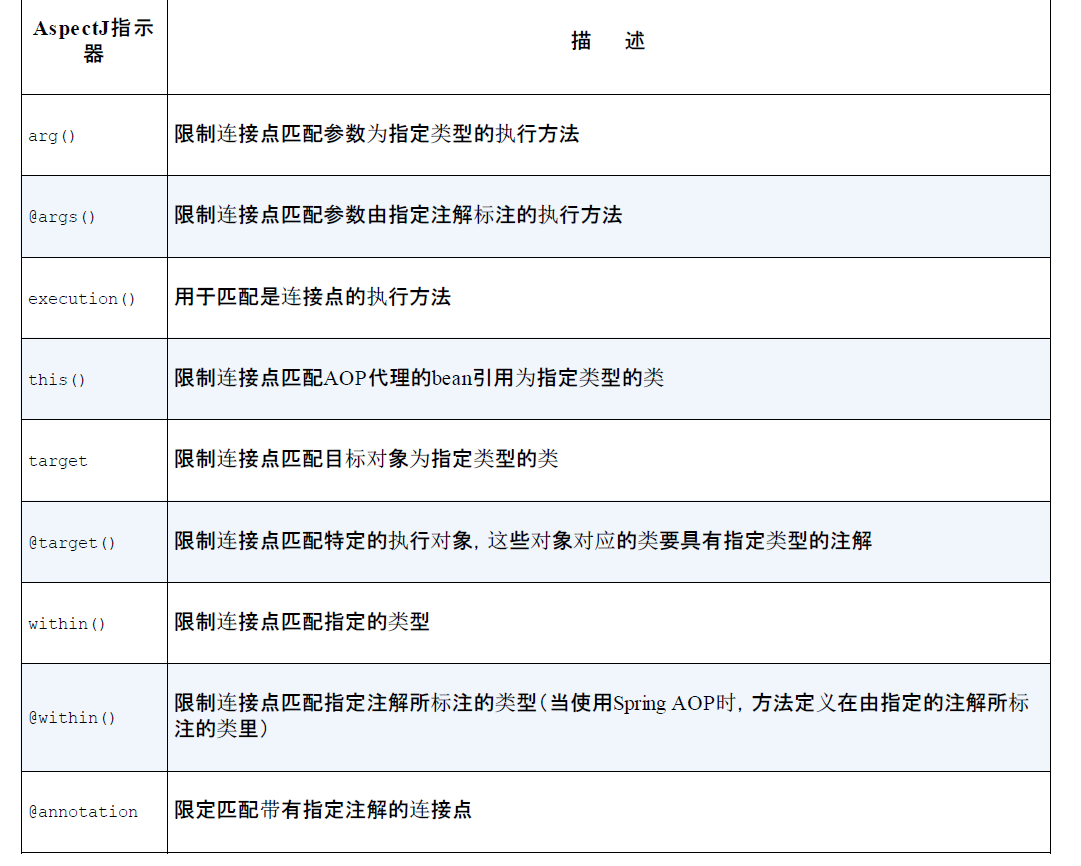 AspectJ指示
器
描 述
arg()
限制连接点匹配参数为指定类型的执行方法
@args()
限制连接点匹配参数由指定注解标注的执行方法
execution()
用于匹配是连接点的执行方法
this()
限制连接点匹配AOP代理的bean引用为指定类型的类
target
限制连接点匹配目标对象为指定类型的类
@target()
限制连接点匹配特定的执行对象，这些对象对应的类要具有指定类型的注解
within()
限制连接点匹配指定的类型
@within()
限制连接点匹配指定注解所标注的类型（当使用Spring AOP时，方法定义在由指定的注解所标
注的类里）
@annotation
限定匹配带有指定注解的连接点